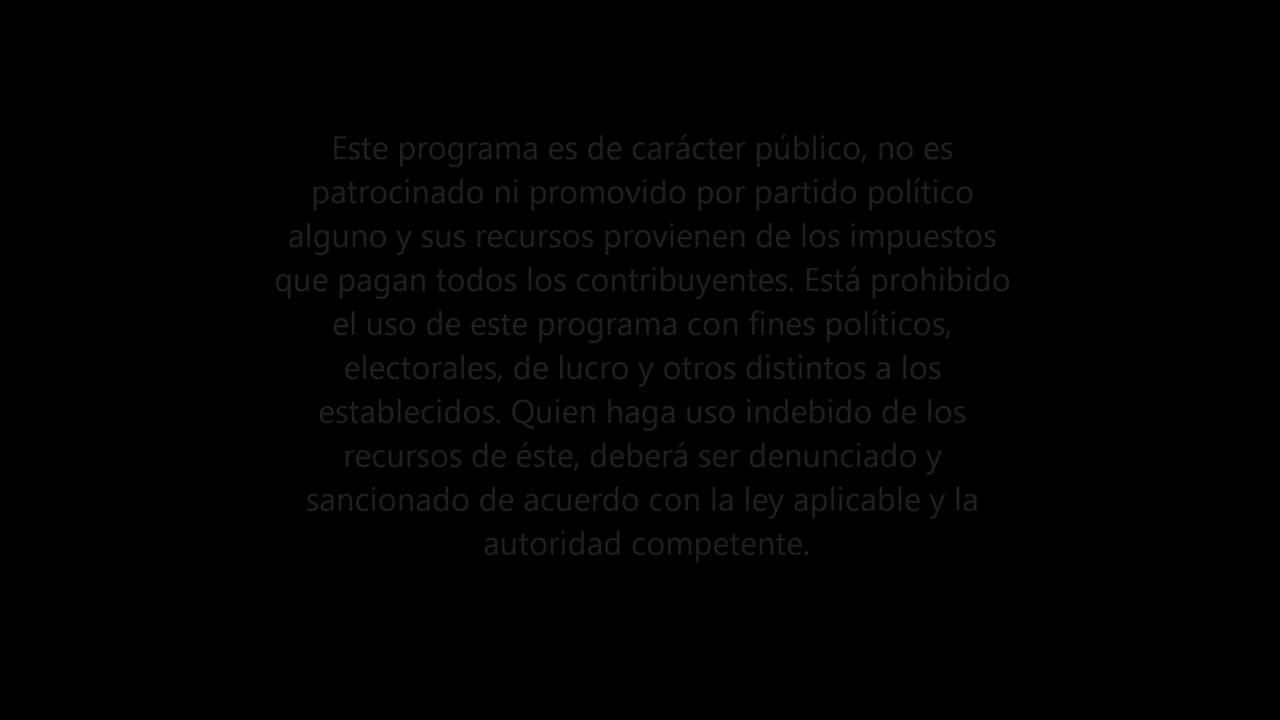 Este programa es de carácter público, no es
patrocinado ni promovido por partido político
alguno y sus recursos provienen de los impuestos
que pagan todos los contribuyentes. Está prohibido
el uso de este programa con fines políticos,
electorales, de lucro y otros distintos a los
establecidos. Quien haga uso indebido de los
recursos de éste, deberá ser denunciado y
sancionado de acuerdo con la ley aplicable y la
autoridad competente.